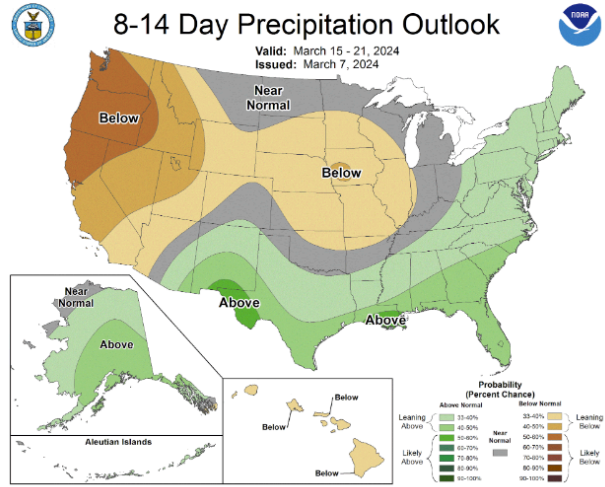 8-14 Day Precipitation Outlook
Valid: March 15 - 21, 2024
Issued: March 7, 2024
NOAA
Near
Normal
Below
Below
Above
Above
Near
Normal
Above
Aleutian Islands
Below
Below
Below
Probability
(Percent Chance)
Above Normal
Below Normal
Leaning
Above
33-40%
40-50%
Likely
Above
50-60%
60-70%
70-80%
80-90%
90-100%
Near
Normal
33-40%
40-50%
Leaning
Below
50-60%
60-70%
70-80%
80-90%
90-100%
Likely
Below